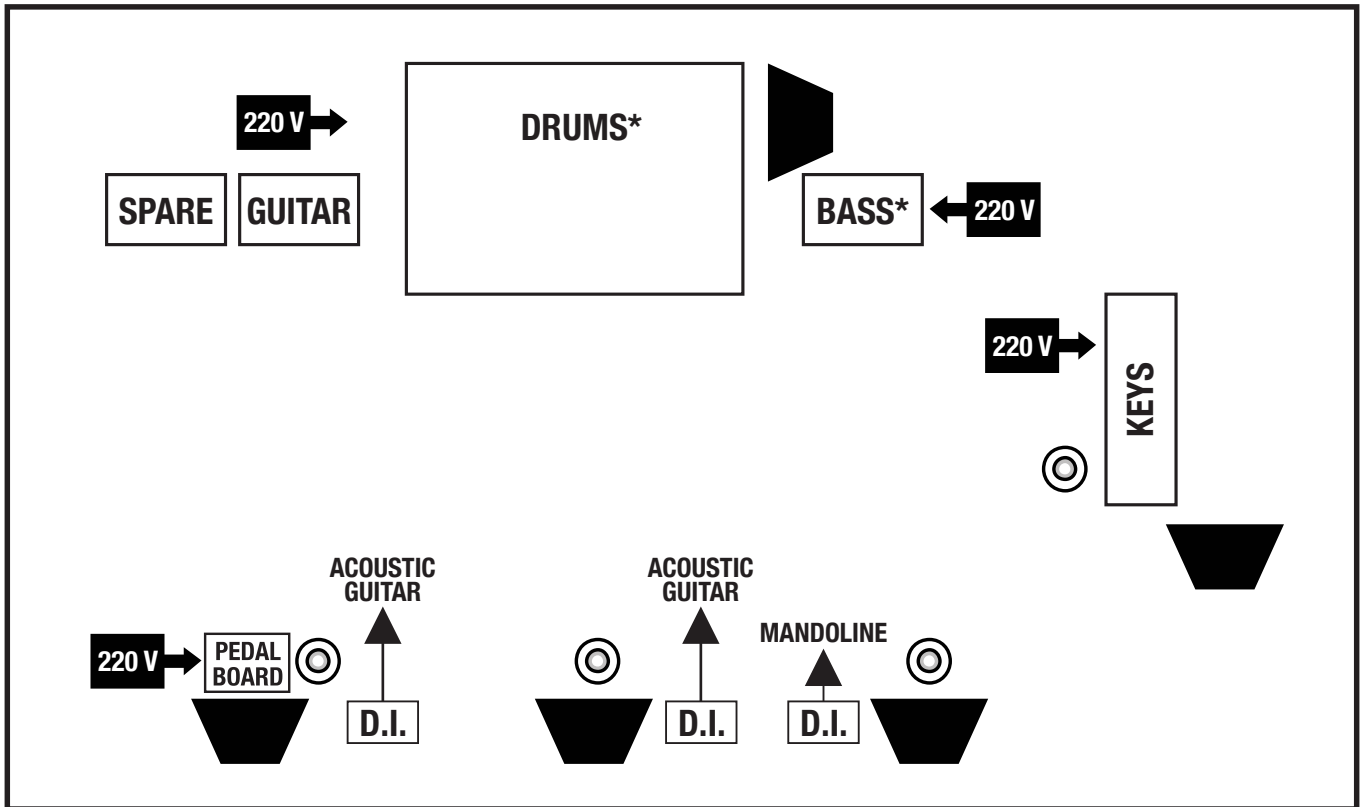 220 V
DRUMS*
SPARE
GUITAR
BASS*
220 V
220 V
KEYS
ACOUSTIC
GUITAR
ACOUSTIC
GUITAR
MANDOLINE
220 V
PEDAL
BOARD
D.I.
D.I.
D.I.